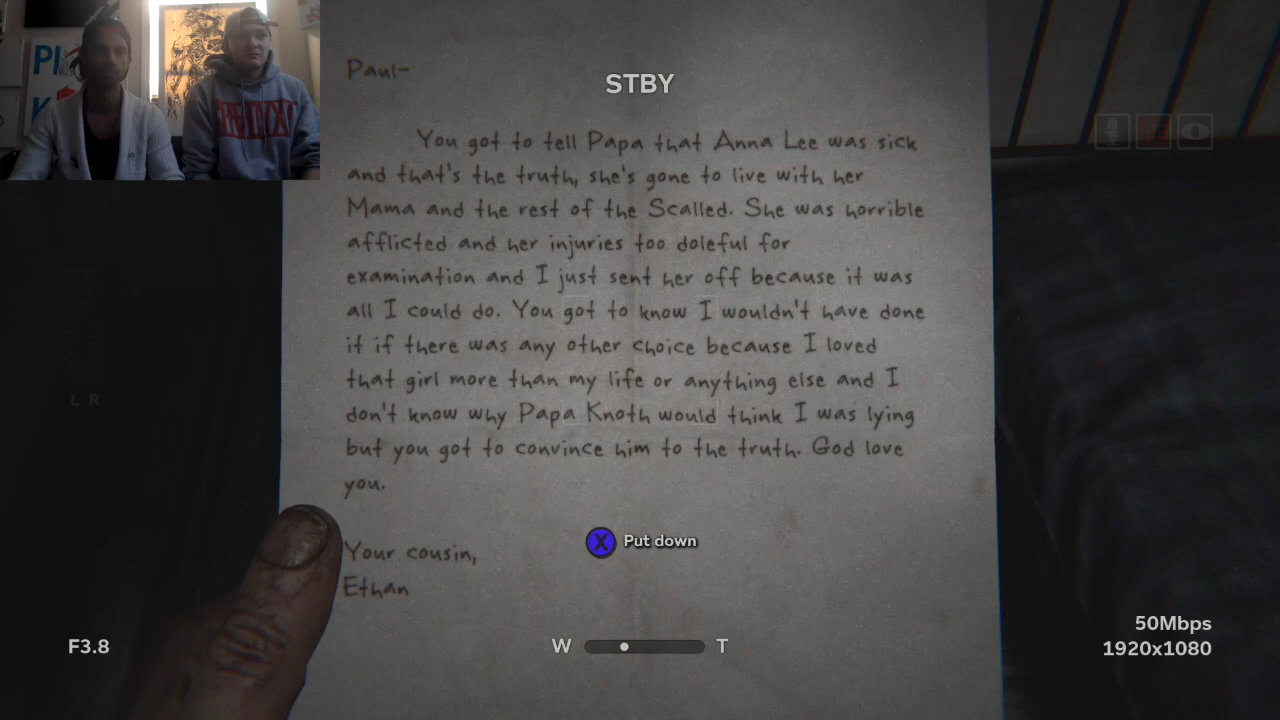 Paul-
STBY
You got to tell Papa that Anna Lee was sick
and that's the truth, she's gone to live with her
Mama and the rest of the Scalled. She was horrible
afflicted and her injuries too doleful for
examination and I just sent her off because it was
all I could do. You got to know I wouldn't have done
it if there was any other choice because I loved
that girl more than my life or anything else and I
don't know why Papa Knoth would think I was lying
but you got to convince him to the truth. God love
you.
X Put down
Your cousin,
Ethan
L R
F3.8
W T
50Mbps
1920x1080